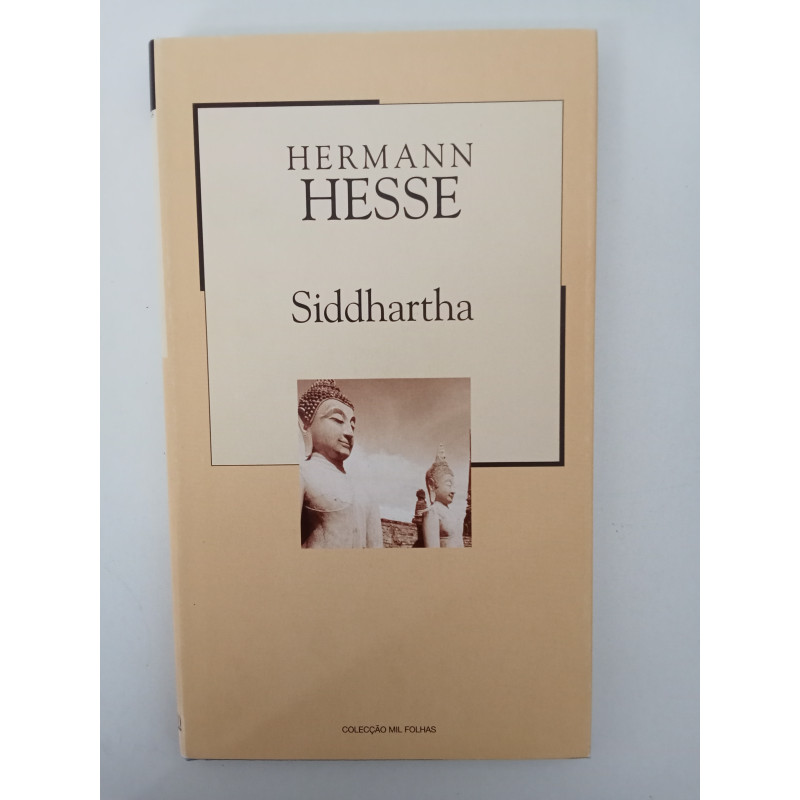 HERMANN
HESSE
Siddhartha
COLECÇÃO MIL FOLHAS